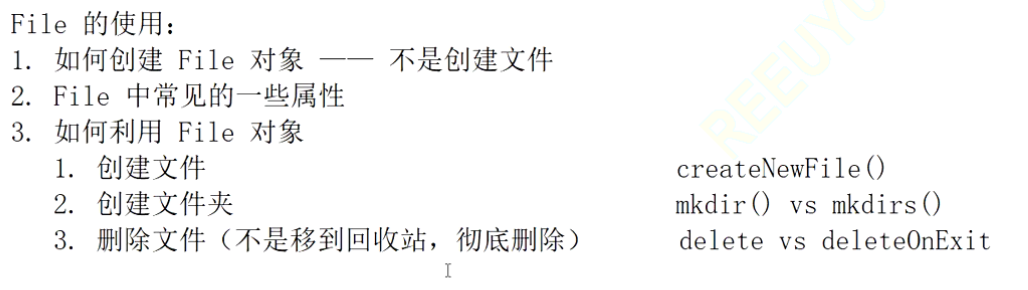 File 的使用：
1. 如何创建 File 对象 —— 不是创建文件
2. File 中常见的一些属性
3. 如何利用 File 对象
1. 创建文件 createNewFile()
2. 创建文件夹 mkdir() vs mkdirs()
3. 删除文件（不是移到回收站，彻底删除） delete vs deleteOnExit